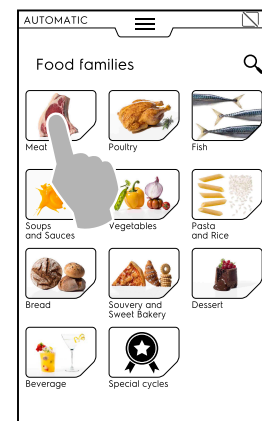 AUTOMATIC
Food families
Meat
Poultry
Fish
Soups
and Sauces
Vegetables
Pasta
and Rice
Bread
Souvery and
Sweet Bakery
Dessert
Beverage
Special cycles